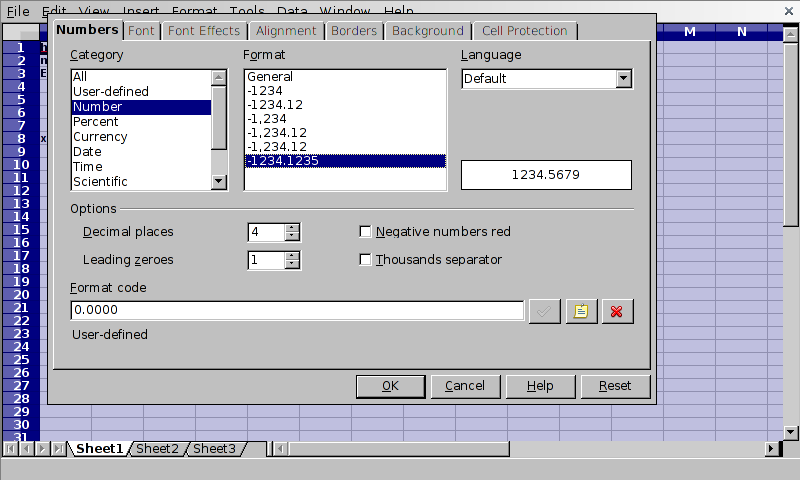 File Edit View Insert Format Tools Data Window Help
Numbers Font Font Effects Alignment Borders Background Cell Protection
M N
Category Format Language
All
User-defined
Number
Percent
Currency
Date
Time
Scientific
General
-1234
-1234.12
-1,234
-1,234.12
-1,234.12
-1234.1235
Default
1234.5679
Options
Decimal places 4 Negative numbers red
Leading zeroes 1 Thousands separator
Format code
0.0000
User-defined
OK Cancel Help Reset
1
2
3
4
5
6
7
8 x
9
10
11
12
13
14
15
16
17
18
19
20
21
22
23
24
25
26
27
28
29
30
31
Sheet1 Sheet2 Sheet3